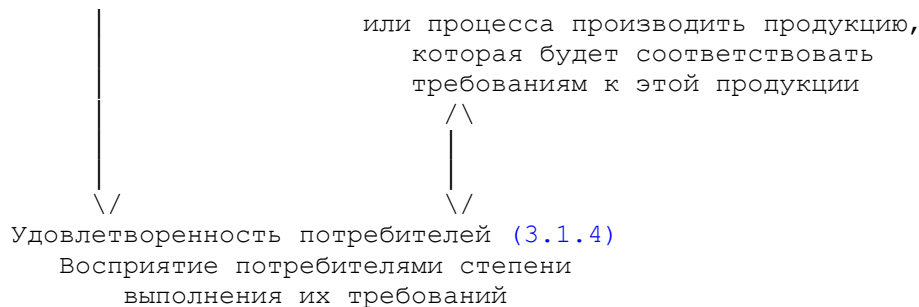 или процесса производить продукцию,
которая будет соответствовать
требованиям к этой продукции
/\
\/ \/
Удовлетворенность потребителей (3.1.4)
Восприятие потребителями степени
выполнения их требований